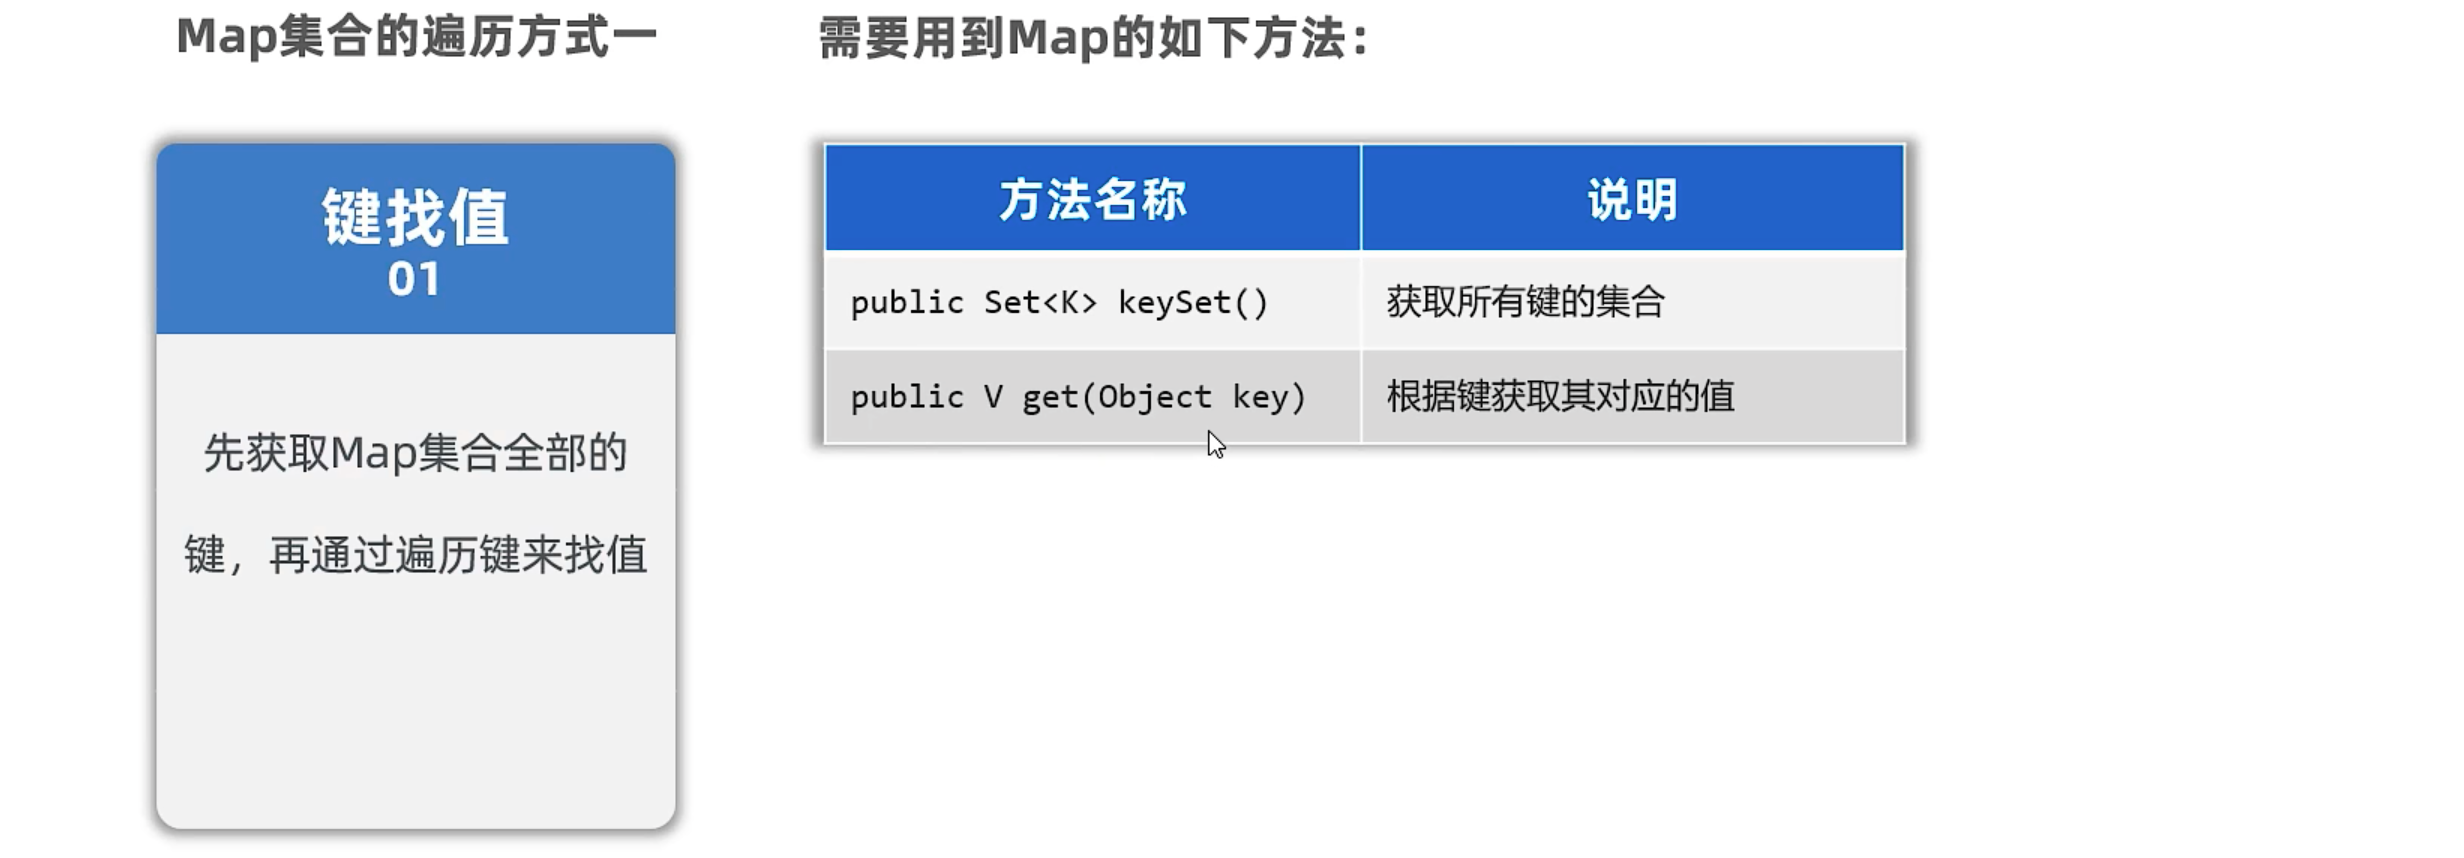 Map集合的遍历方式一
需要用到Map的如下方法：
键找值
01
先获取Map集合全部的
键，再通过遍历键来找值
方法名称 说明
public Set<K> keySet() 获取所有键的集合
public V get(Object key) 根据键获取其对应的值